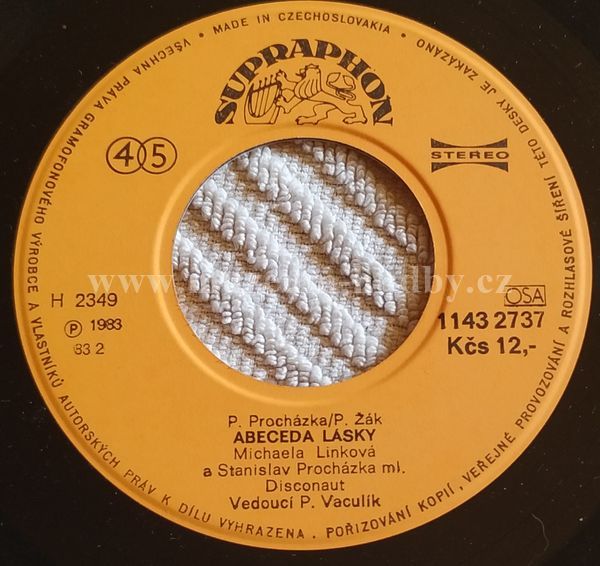 VŠECHNA PRÁVA GRAMOFONOVÉHO VÝROBCE A VLASTNÍKŮ AUTORSKÝCH PRÁV K DÍLU VYHRAZENA. POŘIZOVÁNÍ KOPIÍ, VEŘEJNÉ PROVOZOVÁNÍ A ROZHLASOVÉ ŠÍŘENÍ TÉTO DESKY JE ZAKÁZÁNO
• MADE IN CZECHOSLOVAKIA •
SUPRAPHON
45
STEREO
H 2349
℗ 1983
83 2
OSA
1143 2737
Kčs 12,-
P. Procházka/P. Žák
ABECEDA LÁSKY
Michaela Linková
a Stanislav Procházka ml.
Disconaut
Vedoucí P. Vaculík